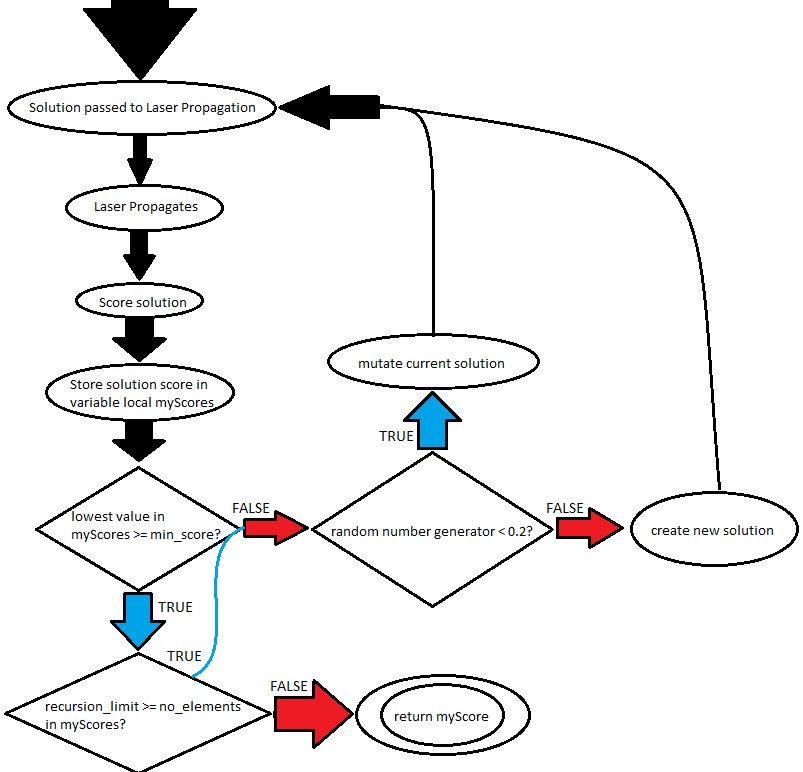 Solution passed to Laser Propagation
Laser Propagates
Score solution
Store solution score in
variable local myScores
mutate current solution
TRUE
lowest value in
myScores >= min_score?
FALSE
random number generator < 0.2?
FALSE
create new solution
TRUE
TRUE
recursion_limit >= no_elements
in myScores?
FALSE
return myScore